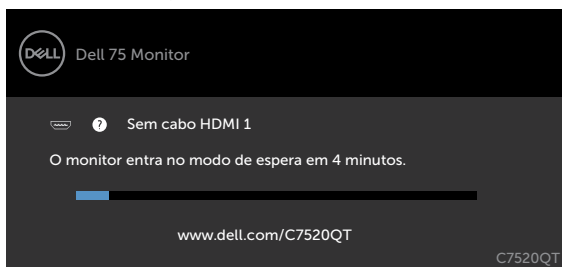 DELL
Dell 75 Monitor
? Sem cabo HDMI 1
O monitor entra no modo de espera em 4 minutos.
www.dell.com/C7520QT
C7520QT